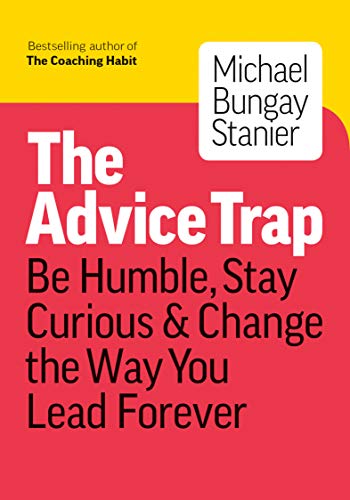 Bestselling author of
The Coaching Habit
Michael
Bungay
Stanier
The
Advice Trap
Be Humble, Stay
Curious & Change
the Way You
Lead Forever